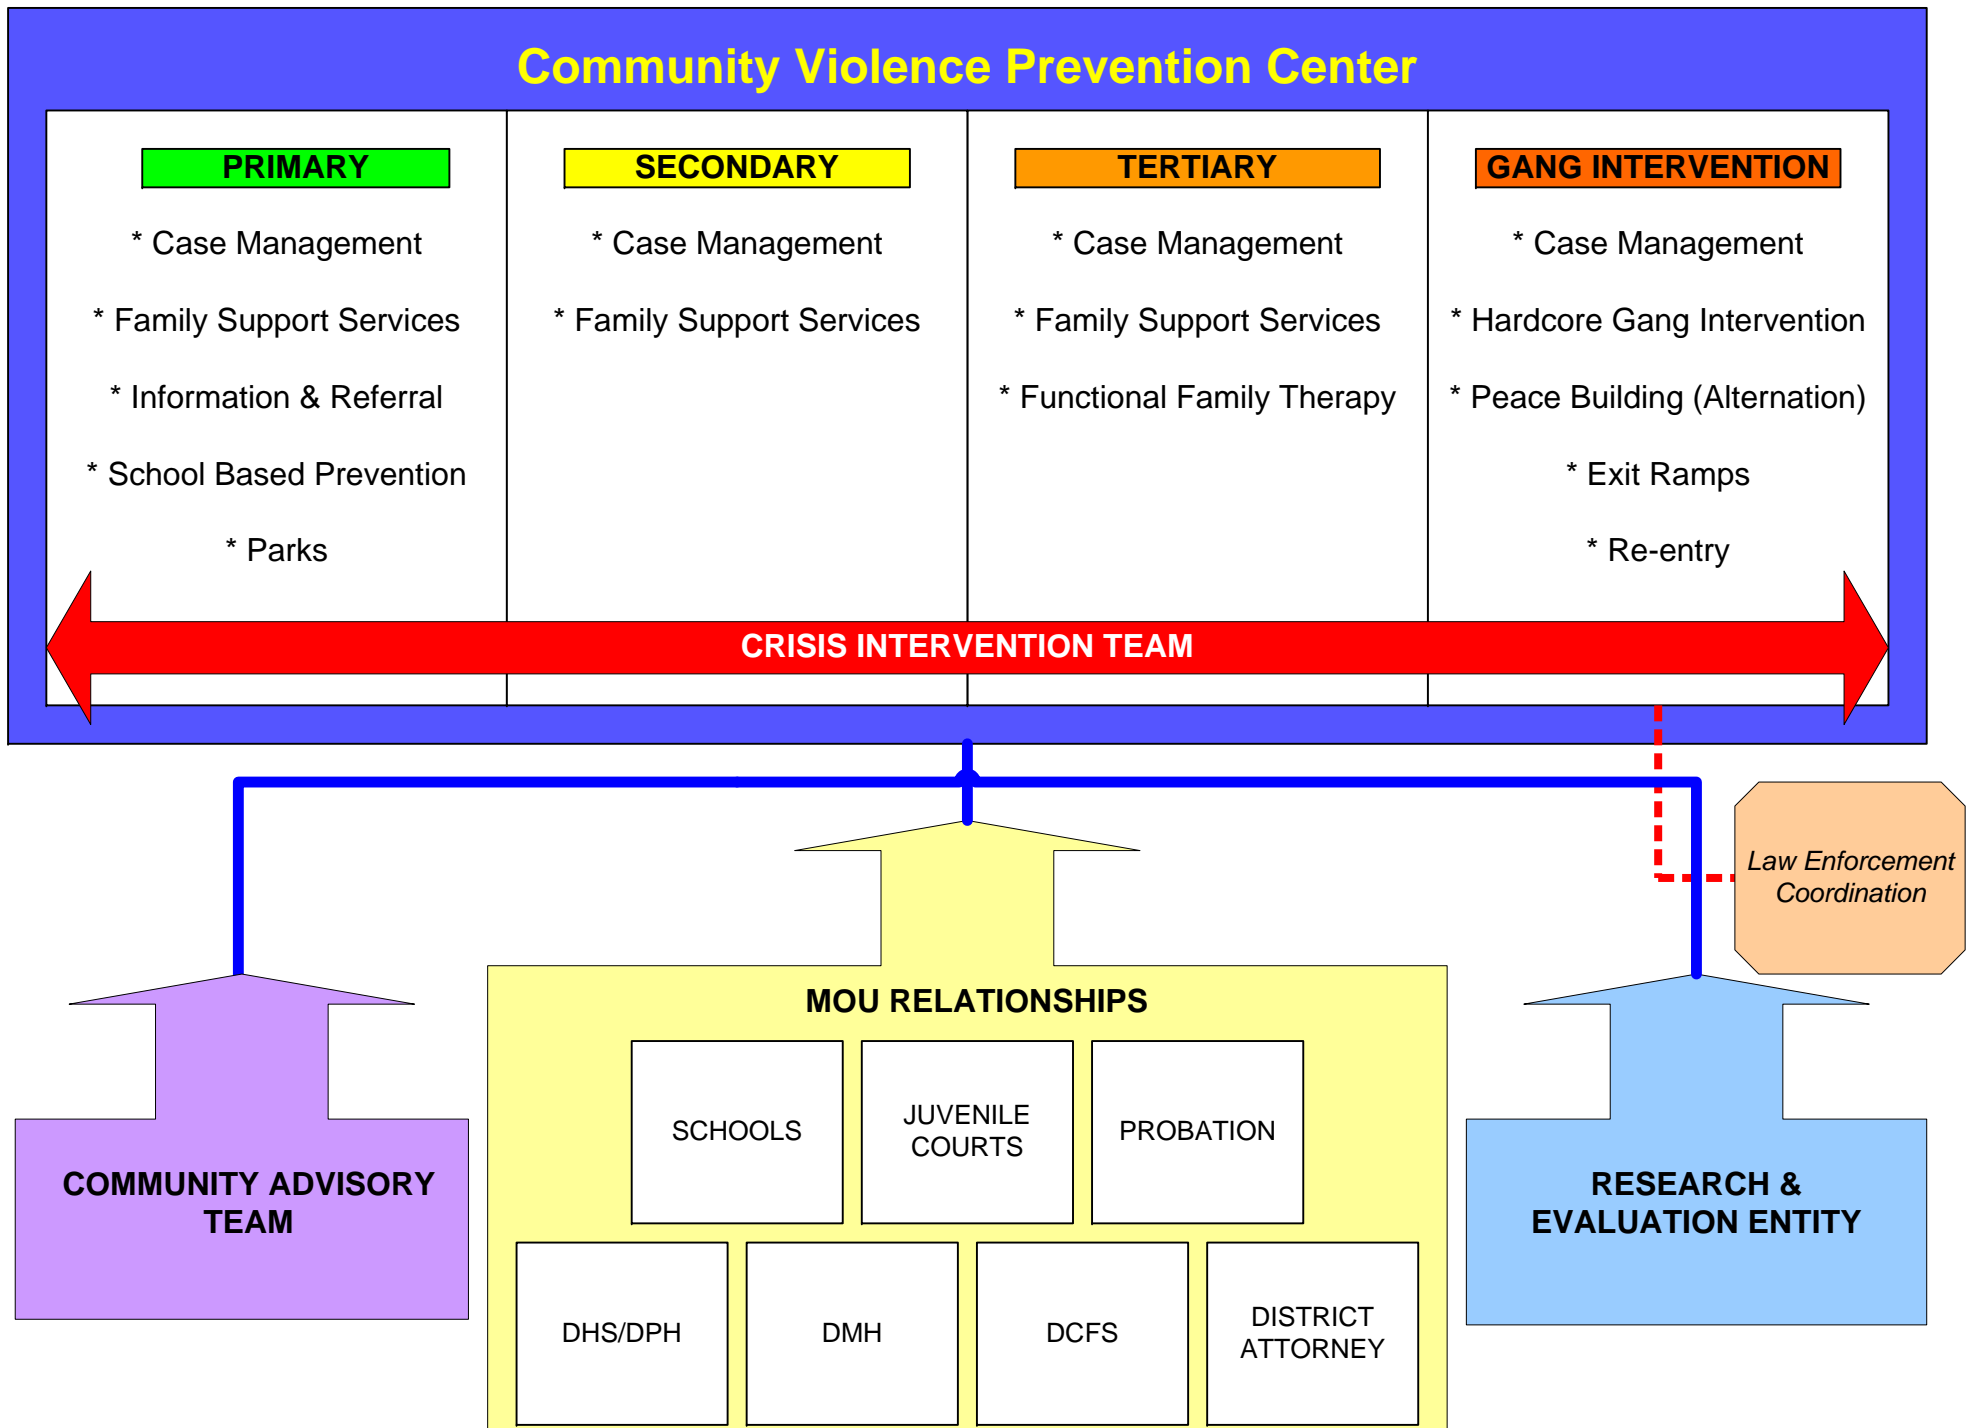 Community Violence Prevention Center
PRIMARY
* Case Management
* Family Support Services
* Information & Referral
* School Based Prevention
* Parks
SECONDARY
* Case Management
* Family Support Services
TERTIARY
* Case Management
* Family Support Services
* Functional Family Therapy
GANG INTERVENTION
* Case Management
* Hardcore Gang Intervention
* Peace Building (Alternation)
* Exit Ramps
* Re-entry
CRISIS INTERVENTION TEAM
Law Enforcement
Coordination
COMMUNITY ADVISORY
TEAM
MOU RELATIONSHIPS
SCHOOLS
JUVENILE
COURTS
PROBATION
DHS/DPH
DMH
DCFS
DISTRICT
ATTORNEY
RESEARCH &
EVALUATION ENTITY